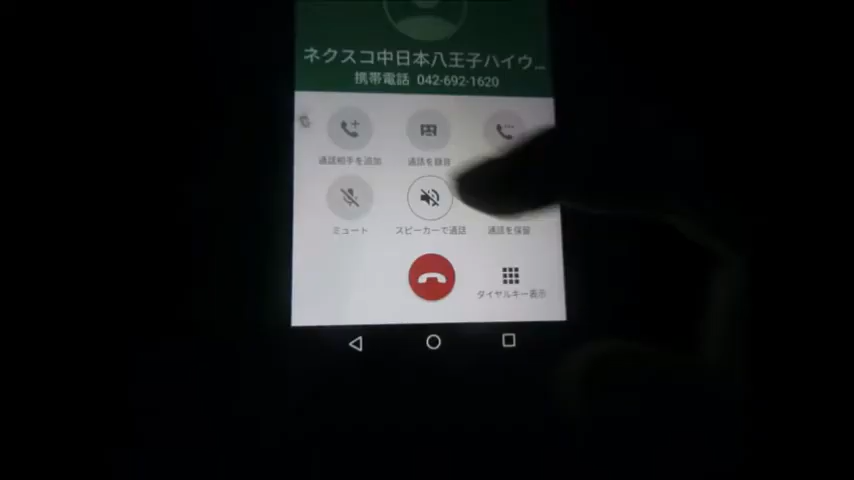 ネクスコ中日本八王子ハイウ...
携帯電話 042-692-1620
通話相手を追加 通話を録音
ミュート スピーカーで通話 通話を保留
ダイヤルキー表示